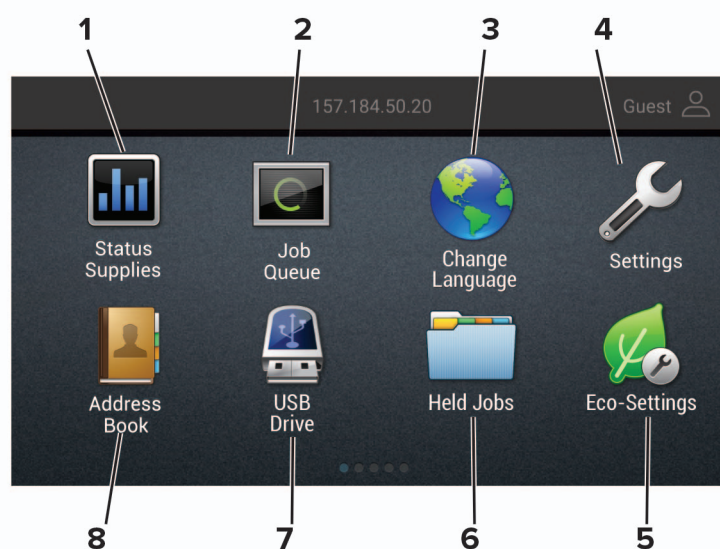 1 2 3 4
157.184.50.20 Guest
Status
Supplies
Job
Queue
Change
Language
Settings
Address
Book
USB
Drive
Held Jobs
Eco-Settings
8 7 6 5